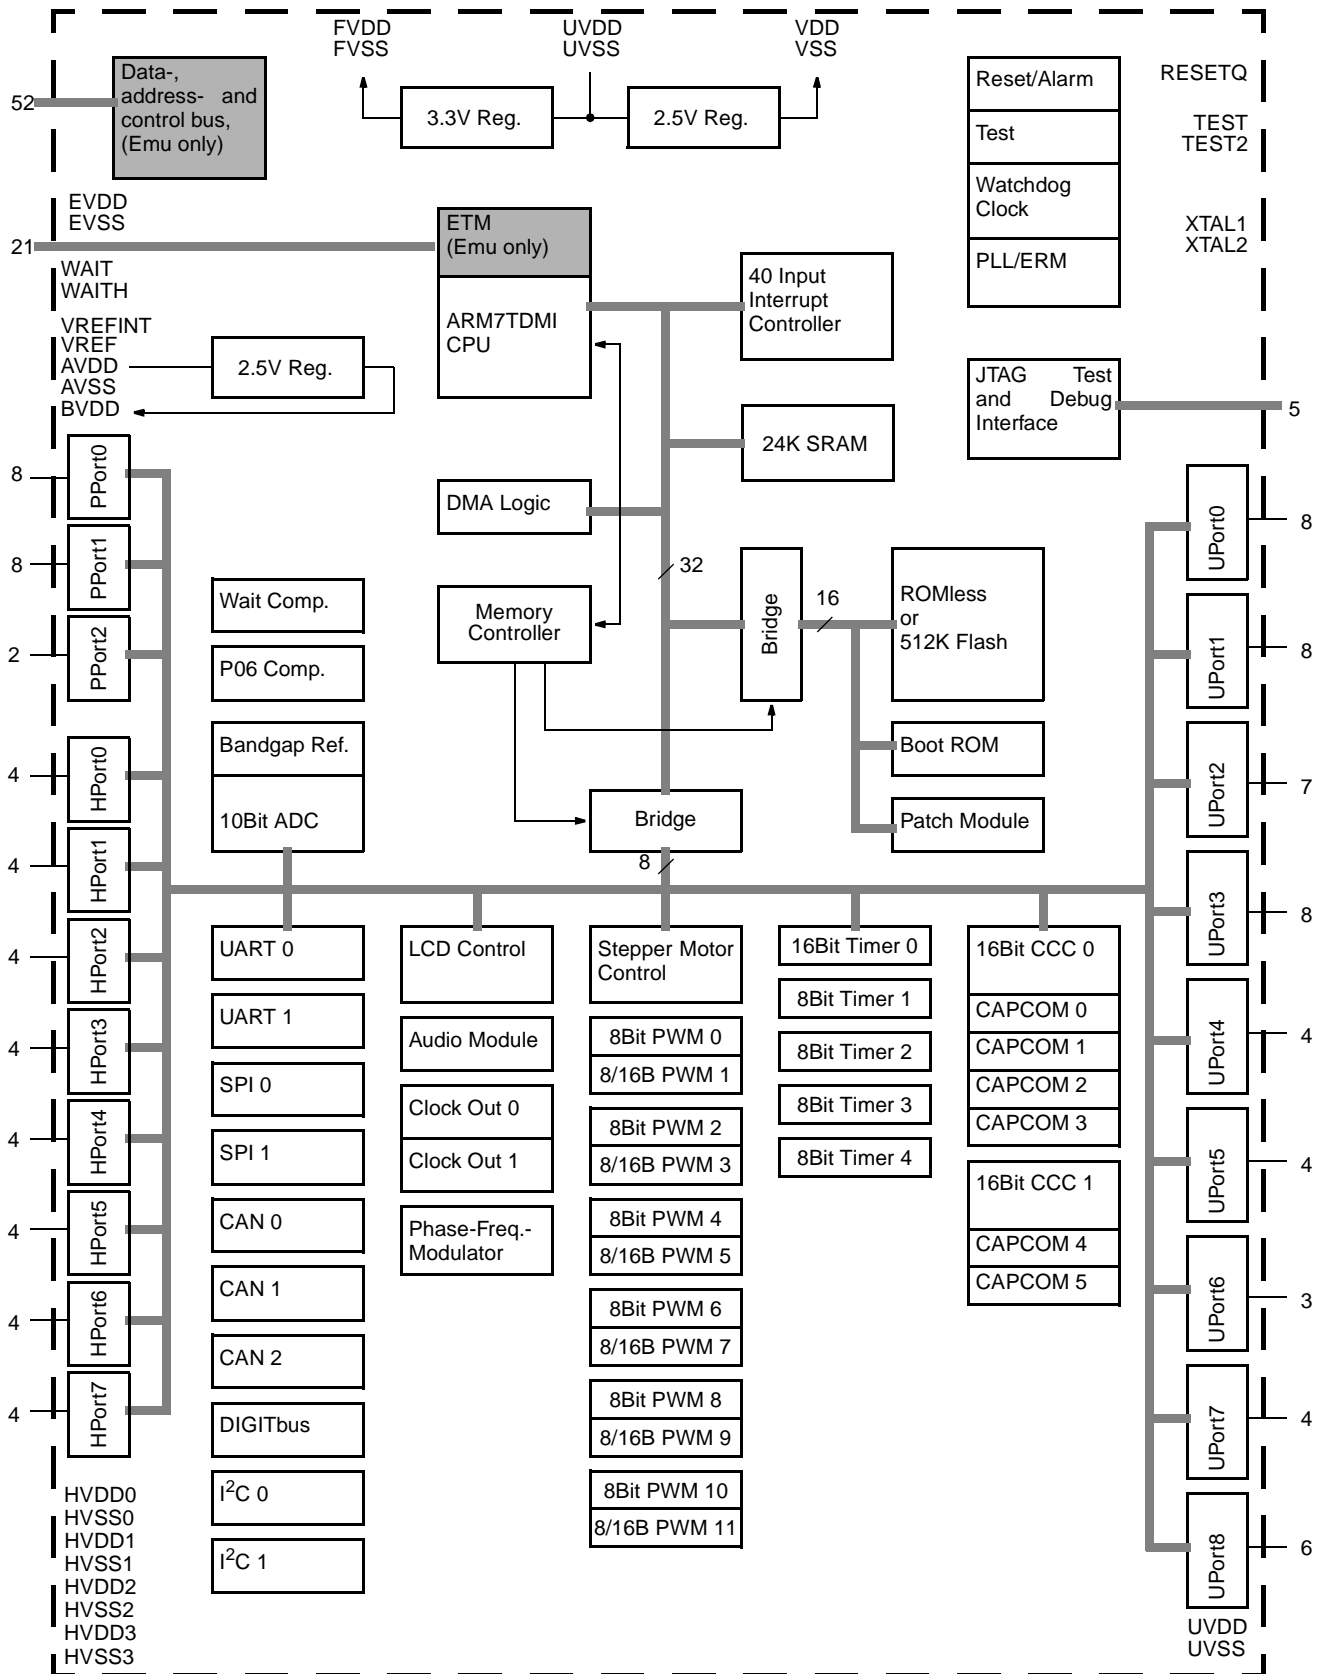 FVDD
FVSS
UVDD
UVSS
VDD
VSS
52
Data-,
address- and
control bus,
(Emu only)
3.3V Reg.
2.5V Reg.
Reset/Alarm
Test
Watchdog
Clock
PLL/ERM
RESETQ
TEST
TEST2
XTAL1
XTAL2
EVDD
EVSS
21
WAIT
WAITH
VREFINT
VREF
AVDD
AVSS
BVDD
2.5V Reg.
ETM
(Emu only)
ARM7TDMI
CPU
40 Input
Interrupt
Controller
JTAG Test
and Debug
Interface
5
24K SRAM
DMA Logic
32
Memory
Controller
Bridge
16
ROMless
or
512K Flash
Boot ROM
Patch Module
Bridge
8
8
PPort0
8
PPort1
2
PPort2
4
HPort0
4
HPort1
4
HPort2
4
HPort3
4
HPort4
4
HPort5
4
HPort6
4
HPort7
HVDD0
HVSS0
HVDD1
HVSS1
HVDD2
HVSS2
HVDD3
HVSS3
Wait Comp.
P06 Comp.
Bandgap Ref.
10Bit ADC
UART 0
UART 1
SPI 0
SPI 1
CAN 0
CAN 1
CAN 2
DIGITbus
I²C 0
I²C 1
LCD Control
Audio Module
Clock Out 0
Clock Out 1
Phase-Freq.-
Modulator
Stepper Motor
Control
8Bit PWM 0
8/16B PWM 1
8Bit PWM 2
8/16B PWM 3
8Bit PWM 4
8/16B PWM 5
8Bit PWM 6
8/16B PWM 7
8Bit PWM 8
8/16B PWM 9
8Bit PWM 10
8/16B PWM 11
16Bit Timer 0
8Bit Timer 1
8Bit Timer 2
8Bit Timer 3
8Bit Timer 4
16Bit CCC 0
CAPCOM 0
CAPCOM 1
CAPCOM 2
CAPCOM 3
16Bit CCC 1
CAPCOM 4
CAPCOM 5
UPort0
8
UPort1
8
UPort2
7
UPort3
8
UPort4
4
UPort5
4
UPort6
3
UPort7
4
UPort8
6
UVDD
UVSS